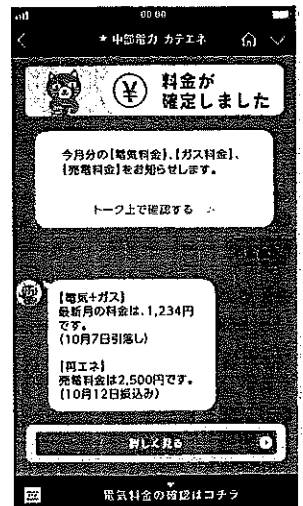 00:00
★ 中部電力 カテエネ
¥ 料金が
確定しました
今月分の【電気料金】、【ガス料金】、
【売電料金】をお知らせします。
トーク上で確認する
【電気+ガス】
最新月の料金は、1,234円
です。
(10月7日引落し)
【再エネ】
売電料金は2,500円です。
(10月12日振込み)
詳しく見る
電気料金の確認はコチラ